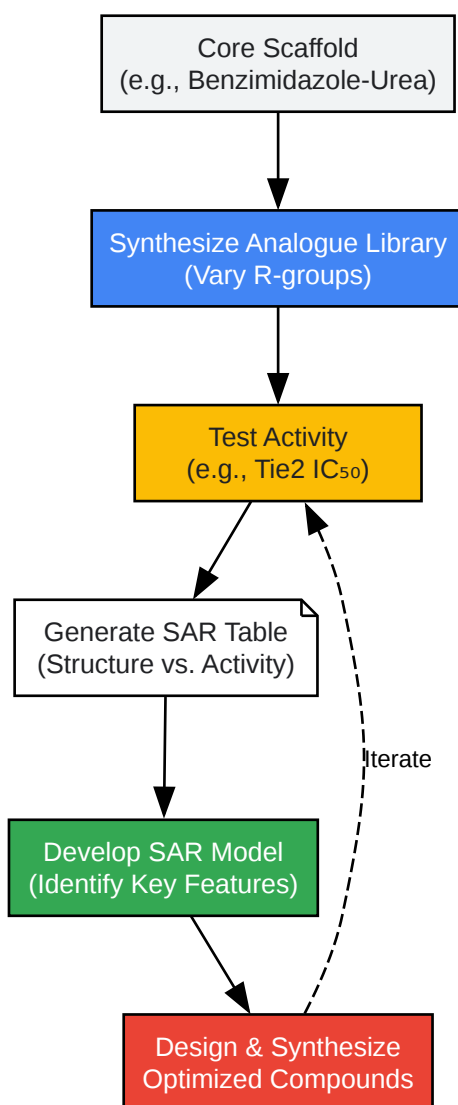 Core Scaffold
(e.g., Benzimidazole-Urea)
Synthesize Analogue Library
(Vary R-groups)
Test Activity
(e.g., Tie2 IC₅₀)
Generate SAR Table
(Structure vs. Activity)
Iterate
Develop SAR Model
(Identify Key Features)
Design & Synthesize
Optimized Compounds